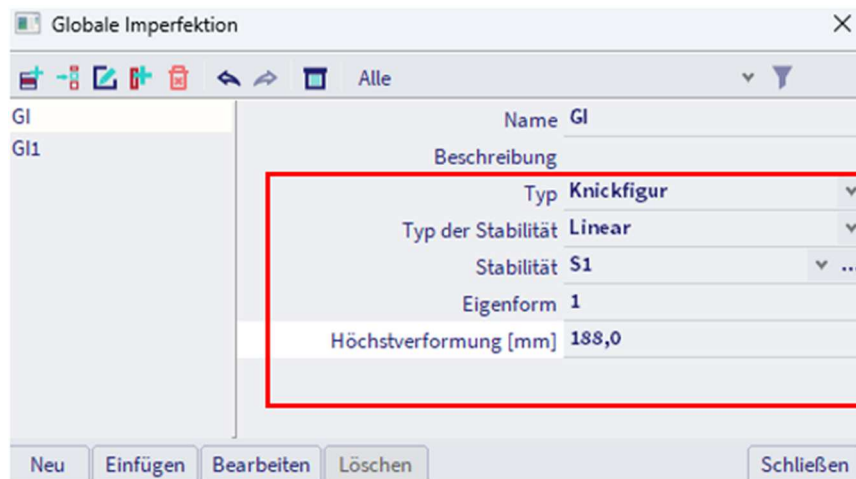 Globale Imperfektion
Alle
GI
GI1
Name GI
Beschreibung
Typ Knickfigur
Typ der Stabilität Linear
Stabilität S1 ...
Eigenform 1
Höchstverformung [mm] 188,0
Neu Einfügen Bearbeiten Löschen Schließen